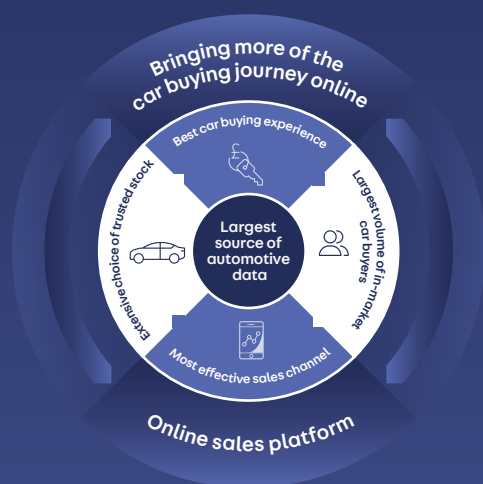 Bringing more of the
car buying journey online
Best car buying experience
Extensive choice of trusted stock
Largest
source of
automotive
data
Largest volume of in-market
car buyers
Most effective sales channel
Online sales platform